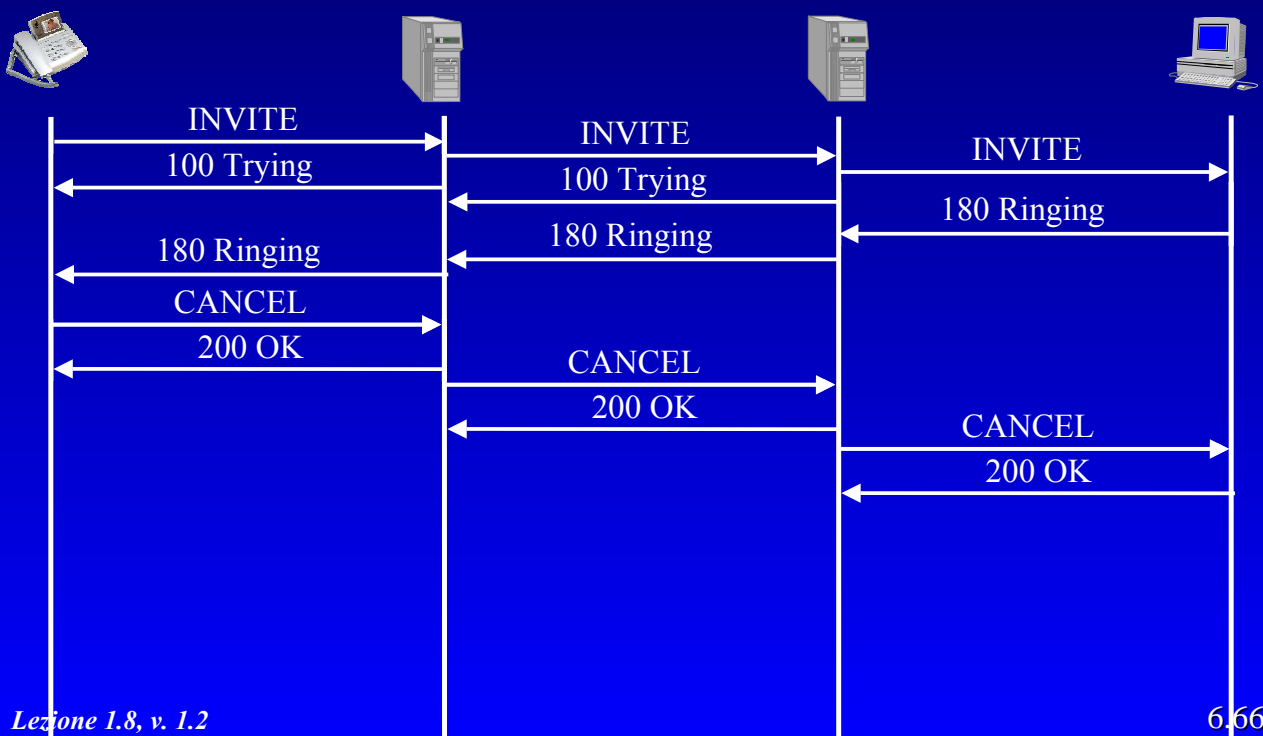 INVITE
INVITE
INVITE
100 Trying
100 Trying
180 Ringing
180 Ringing
180 Ringing
CANCEL
200 OK
CANCEL
200 OK
CANCEL
200 OK
Lezione 1.8, v. 1.2
6.66